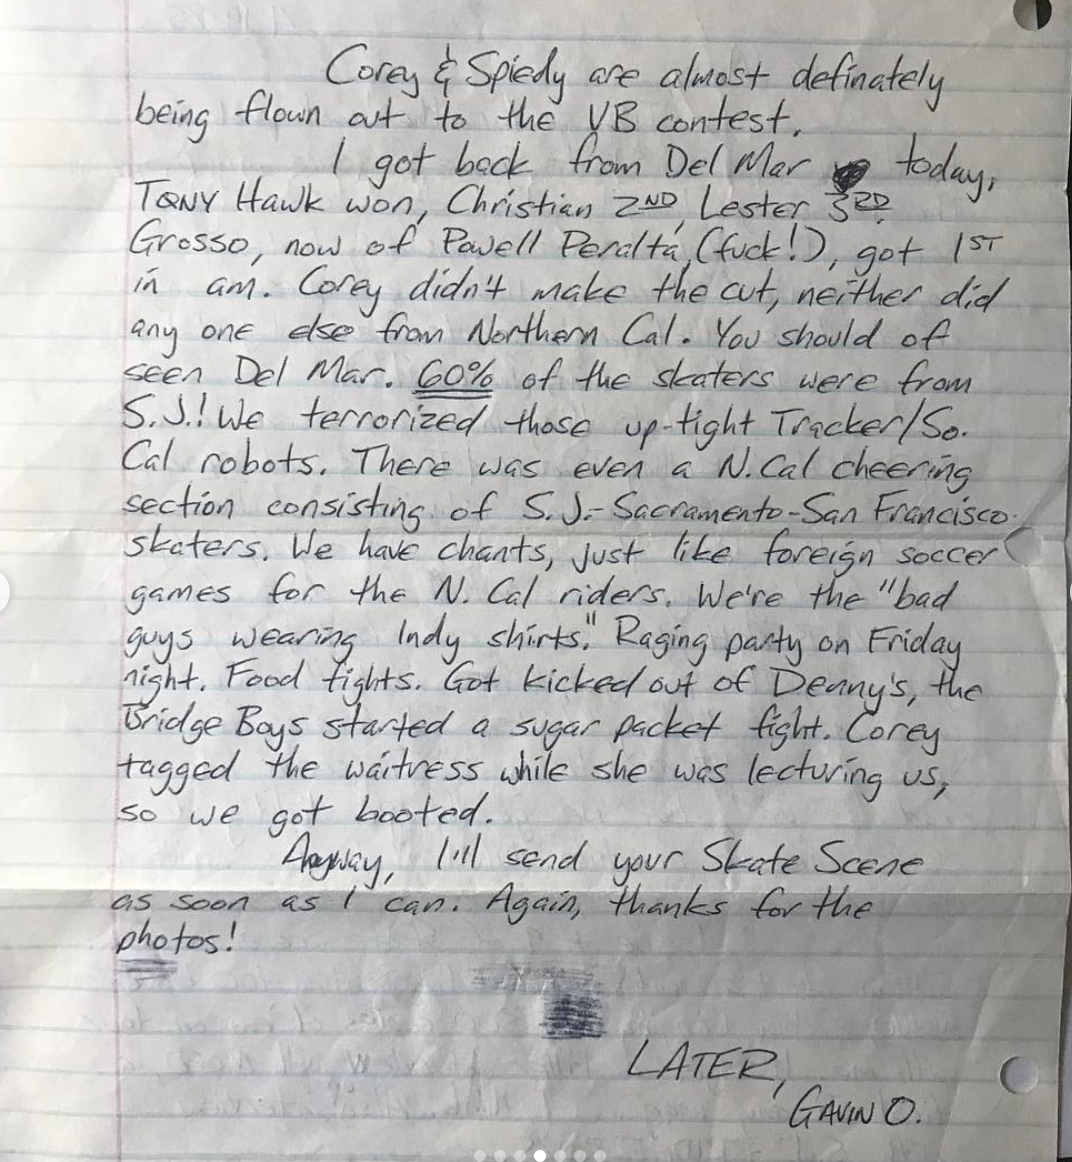 Corey & Spiedy are almost definately
being flown out to the VB contest.
I got back from Del Mar today,
TONY Hawk won, Christian 2ND, Lester 3RD.
Grosso, now of Powell Peralta, (fuck!), got 1ST
in am. Corey didn't make the cut, neither did
any one else from Northern Cal. You should of
seen Del Mar. 60% of the skaters were from
S.J.! We terrorized those up-tight Tracker/So.
Cal robots. There was even a N.Cal cheering
section consisting of S.J.-Sacramento-San Francisco
skaters. We have chants, just like foreign soccer
games for the N. Cal riders. We're the "bad
guys wearing Indy shirts." Raging party on Friday
night. Food fights. Got kicked out of Denny's, the
Bridge Boys started a sugar packet fight. Corey
tagged the waitress while she was lecturing us,
so we got booted.
Anyway, I'll send your Skate Scene
as soon as I can. Again, thanks for the
photos!
LATER,
GAVIN O.